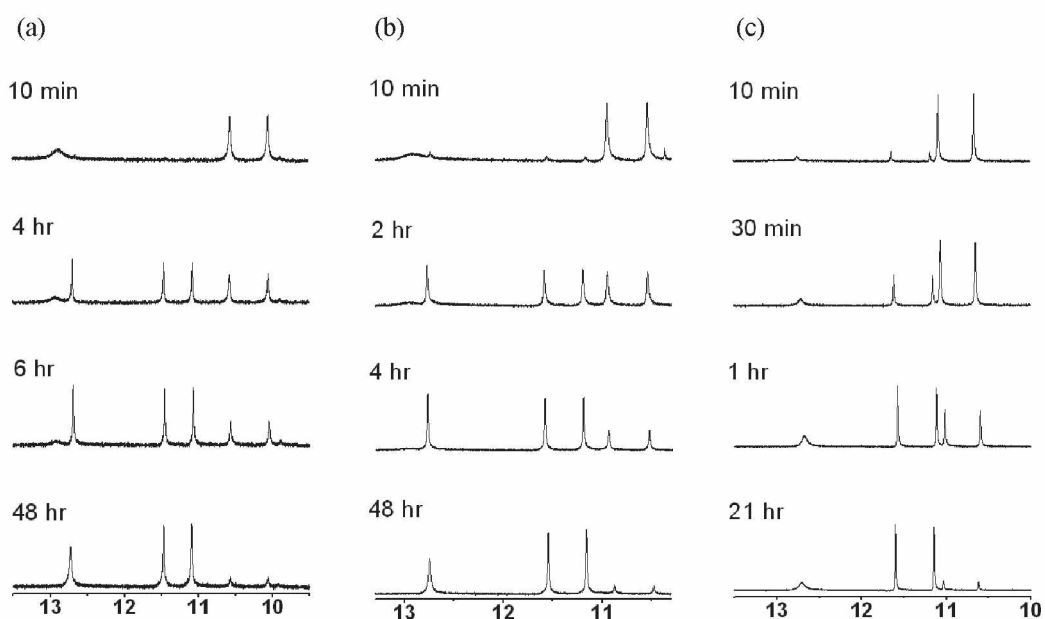 (a)
10 min
4 hr
6 hr
48 hr
13 12 11 10
(b)
10 min
2 hr
4 hr
48 hr
13 12 11
(c)
10 min
30 min
1 hr
21 hr
13 12 11 10